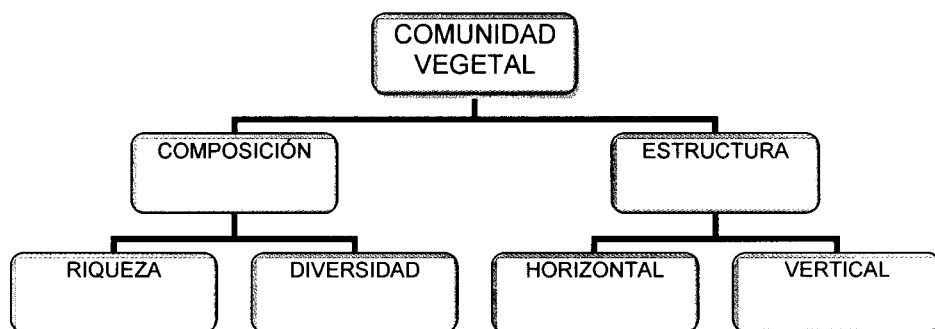 COMUNIDAD
VEGETAL
COMPOSICIÓN
ESTRUCTURA
RIQUEZA
DIVERSIDAD
HORIZONTAL
VERTICAL